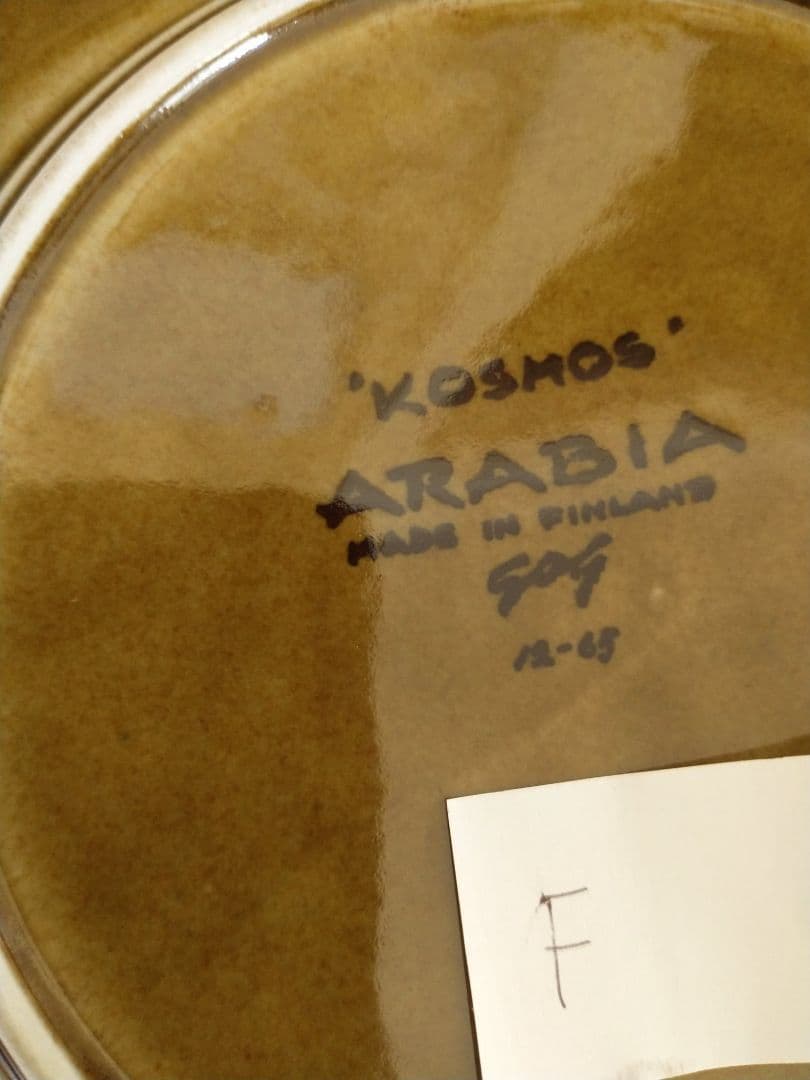 'KOSMOS'
ARABIA
MADE IN FINLAND
GOG
12-65
F